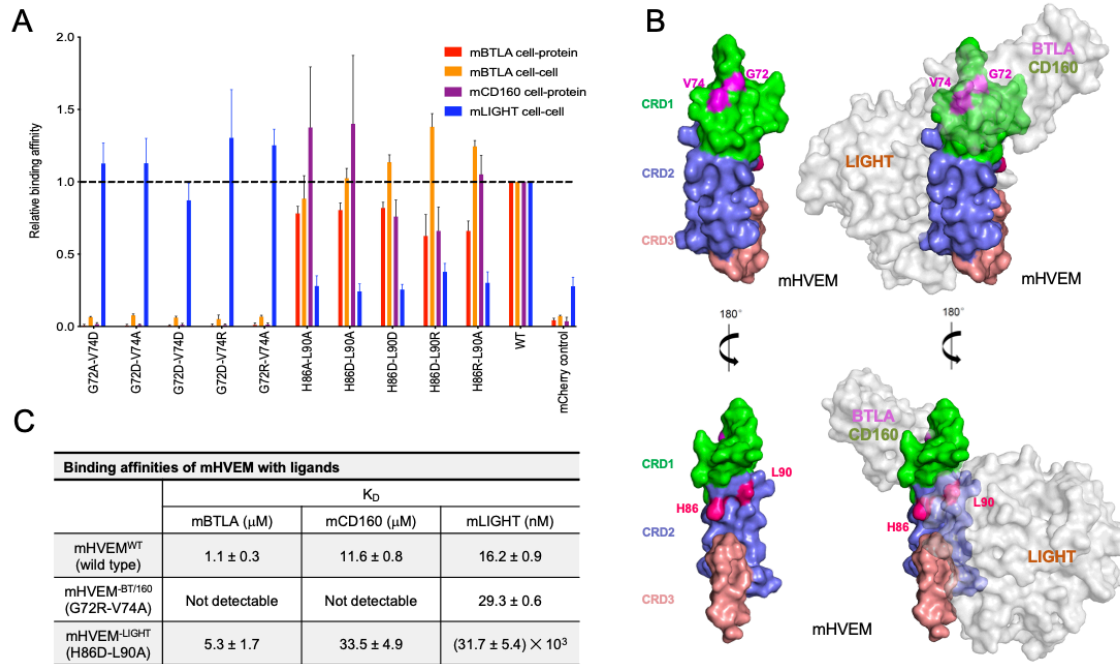 A
2.0
1.5
1.0
0.5
0.0
Relative binding affinity
mBTLA cell-protein
mBTLA cell-cell
mCD160 cell-protein
mLIGHT cell-cell
G72A-V74D
G72D-V74A
G72D-V74D
G72D-V74R
G72R-V74A
H86A-L90A
H86D-L90A
H86D-L90D
H86D-L90R
H86R-L90A
WT
mCherry control
B
V74
G72
CRD1
CRD2
CRD3
mHVEM
BTLA
CD160
V74
G72
LIGHT
mHVEM
180°
180°
CRD1
L90
H86
CRD2
CRD3
mHVEM
BTLA
CD160
L90
H86
LIGHT
C
Binding affinities of mHVEM with ligands
KD
mBTLA (μM) mCD160 (μM) mLIGHT (nM)
mHVEMWT
(wild type)
1.1 ± 0.3 11.6 ± 0.8 16.2 ± 0.9
mHVEM-BT/160
(G72R-V74A)
Not detectable Not detectable 29.3 ± 0.6
mHVEM-LIGHT
(H86D-L90A)
5.3 ± 1.7 33.5 ± 4.9 (31.7 ± 5.4) × 10³